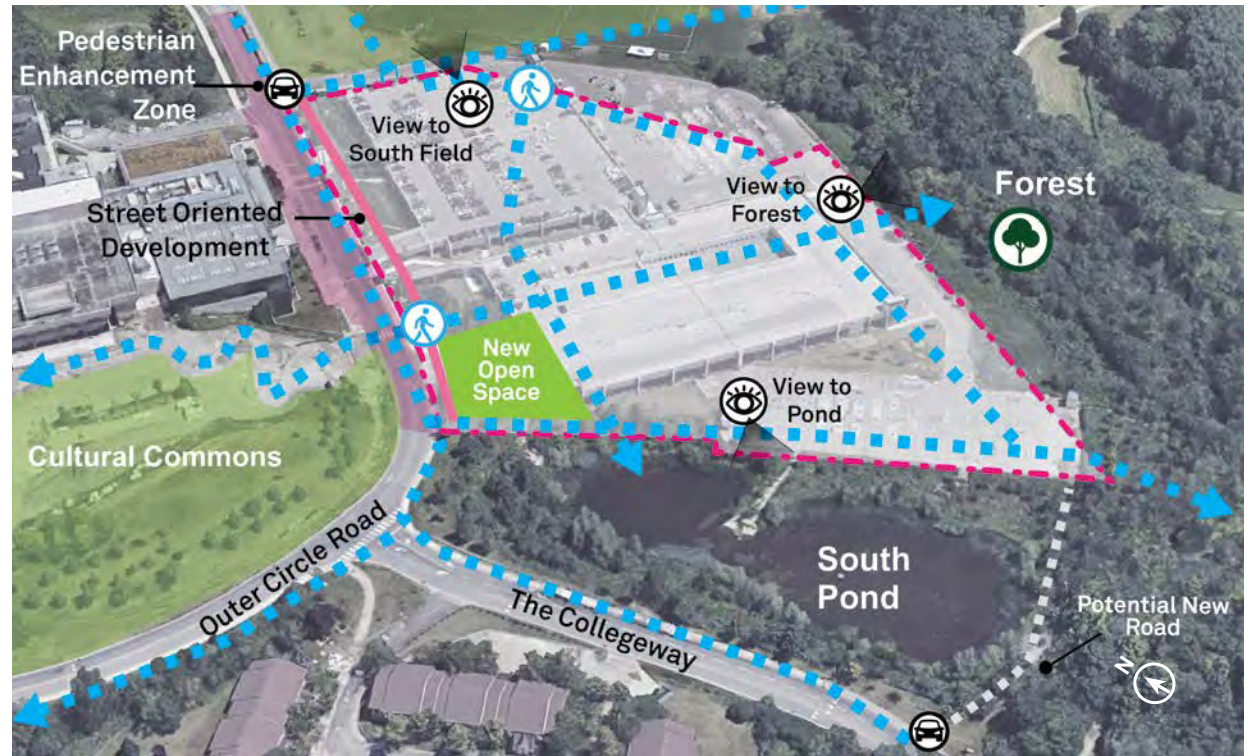 Pedestrian
Enhancement
Zone
View to
South Field
Street Oriented
Development
View to
Forest
Forest
New
Open
Space
View to
Pond
Cultural Commons
Outer Circle Road
The Collegeway
South
Pond
Potential New
Road
N